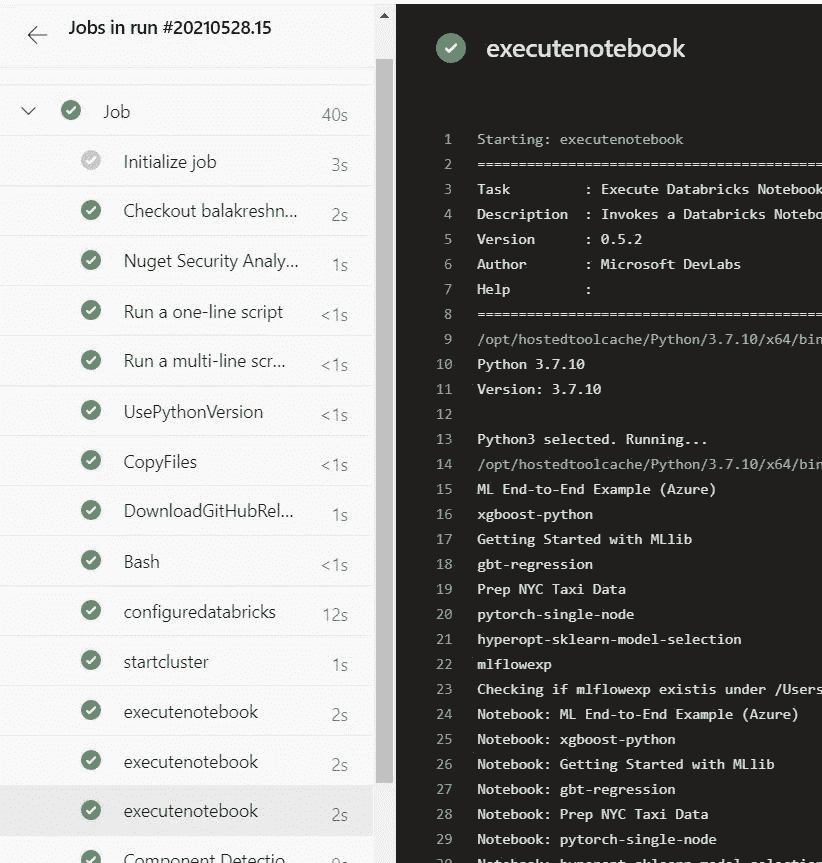 Jobs in run #20210528.15
Job 40s
Initialize job 3s
Checkout balakreshn... 2s
Nuget Security Analy... 1s
Run a one-line script <1s
Run a multi-line scr... <1s
UsePythonVersion <1s
CopyFiles <1s
DownloadGitHubRel... 1s
Bash <1s
configuredatabricks 12s
startcluster 1s
executenotebook 2s
executenotebook 2s
executenotebook 2s
Component Detectio
executenotebook
1 Starting: executenotebook
2 ==========================================
3 Task : Execute Databricks Notebook
4 Description : Invokes a Databricks Notebo
5 Version : 0.5.2
6 Author : Microsoft DevLabs
7 Help :
8 ==========================================
9 /opt/hostedtoolcache/Python/3.7.10/x64/bin
10 Python 3.7.10
11 Version: 3.7.10
12
13 Python3 selected. Running...
14 /opt/hostedtoolcache/Python/3.7.10/x64/bin
15 ML End-to-End Example (Azure)
16 xgboost-python
17 Getting Started with MLlib
18 gbt-regression
19 Prep NYC Taxi Data
20 pytorch-single-node
21 hyperopt-sklearn-model-selection
22 mlflowexp
23 Checking if mlflowexp existis under /Users
24 Notebook: ML End-to-End Example (Azure)
25 Notebook: xgboost-python
26 Notebook: Getting Started with MLlib
27 Notebook: gbt-regression
28 Notebook: Prep NYC Taxi Data
29 Notebook: pytorch-single-node